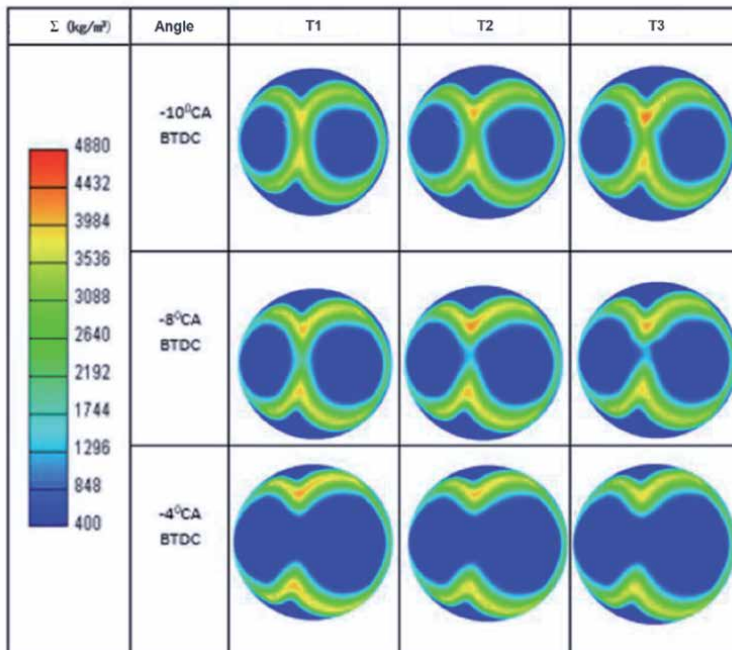 Σ (kg/m³) Angle T1 T2 T3
-10⁰CA
BTDC
4880
4432
3984
3536
3088
2640
2192
1744
1296
848
400
-8⁰CA
BTDC
-4⁰CA
BTDC